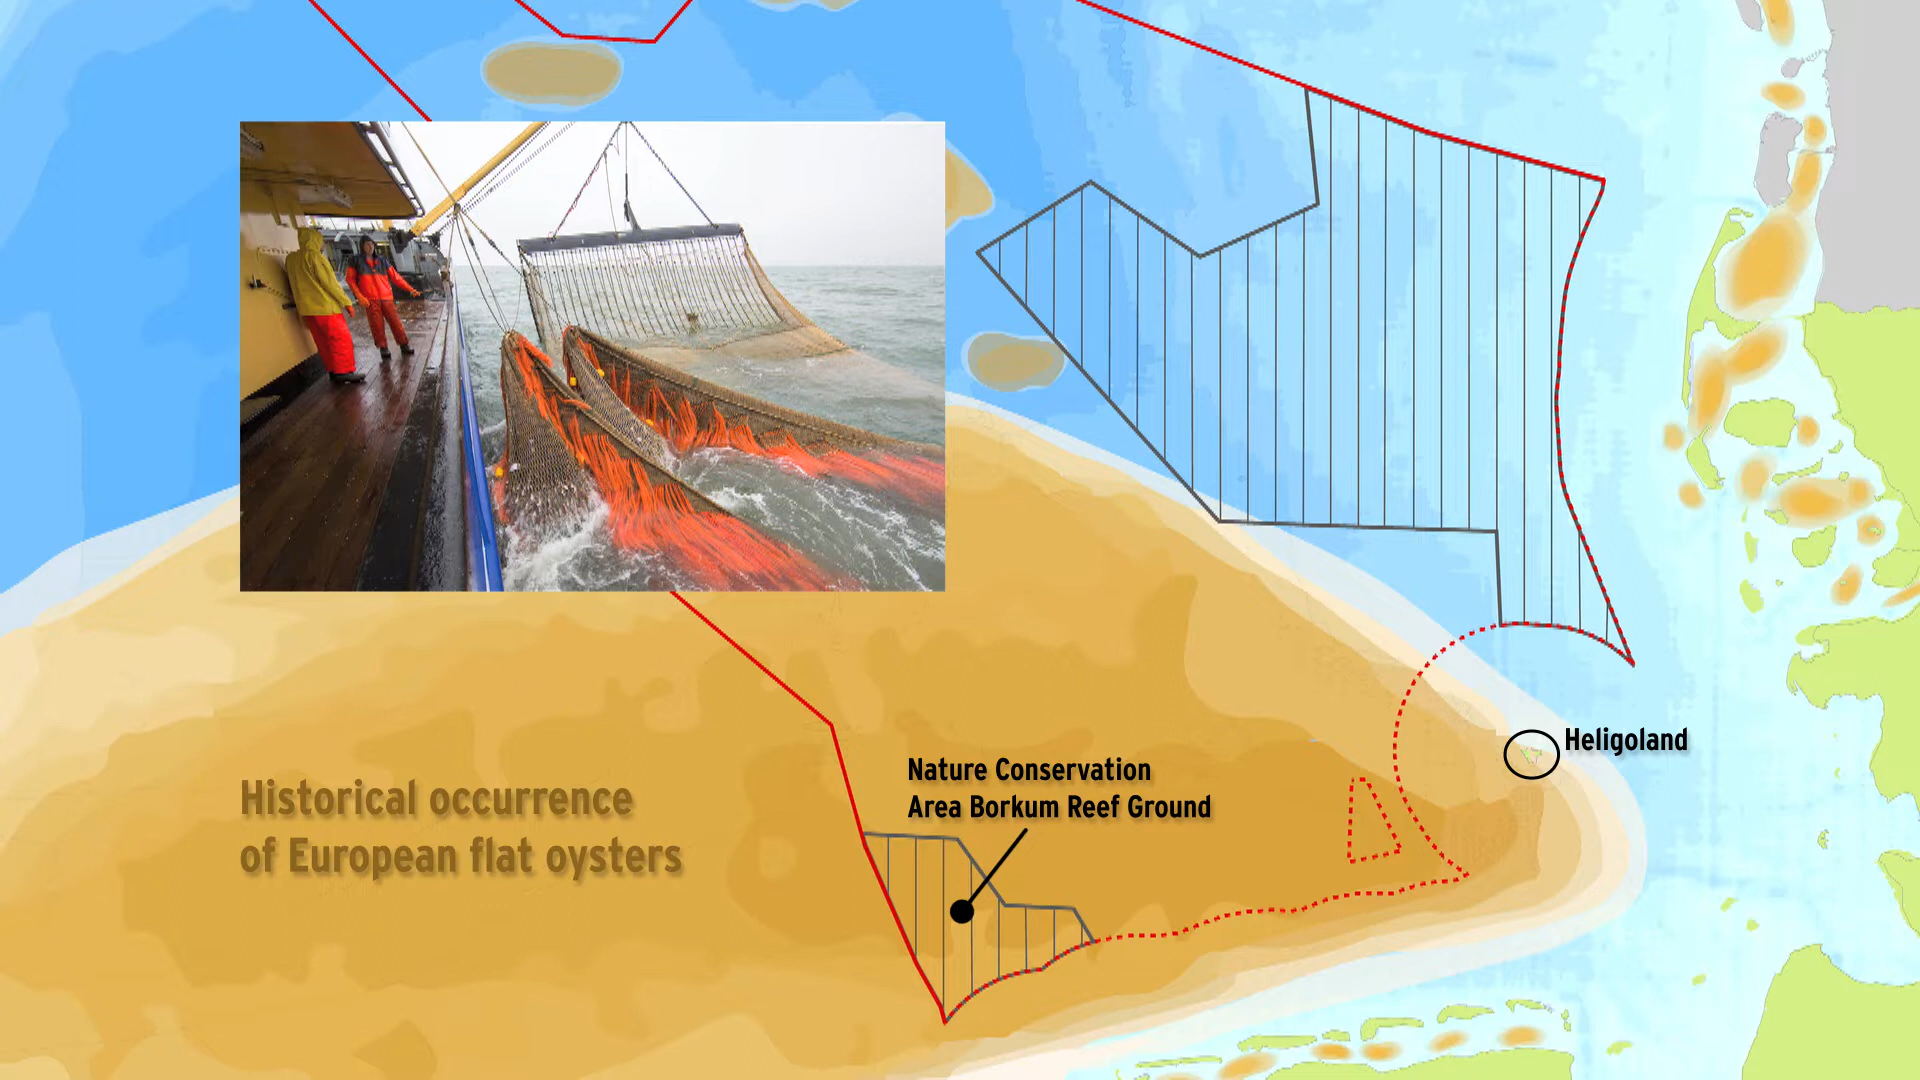 Heligoland
Nature Conservation
Area Borkum Reef Ground
Historical occurrence
of European flat oysters